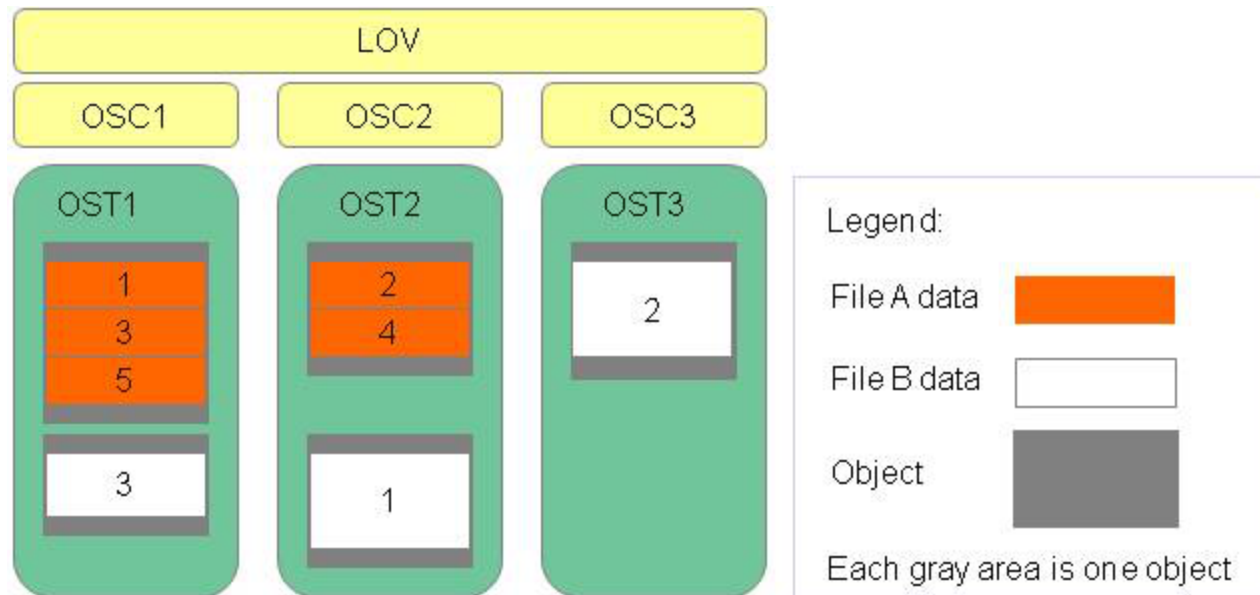 LOV
OSC1 OSC2 OSC3
OST1 OST2 OST3
1 2 2
3 4
5
3 1
Legend:
File A data
File B data
Object
Each gray area is one object